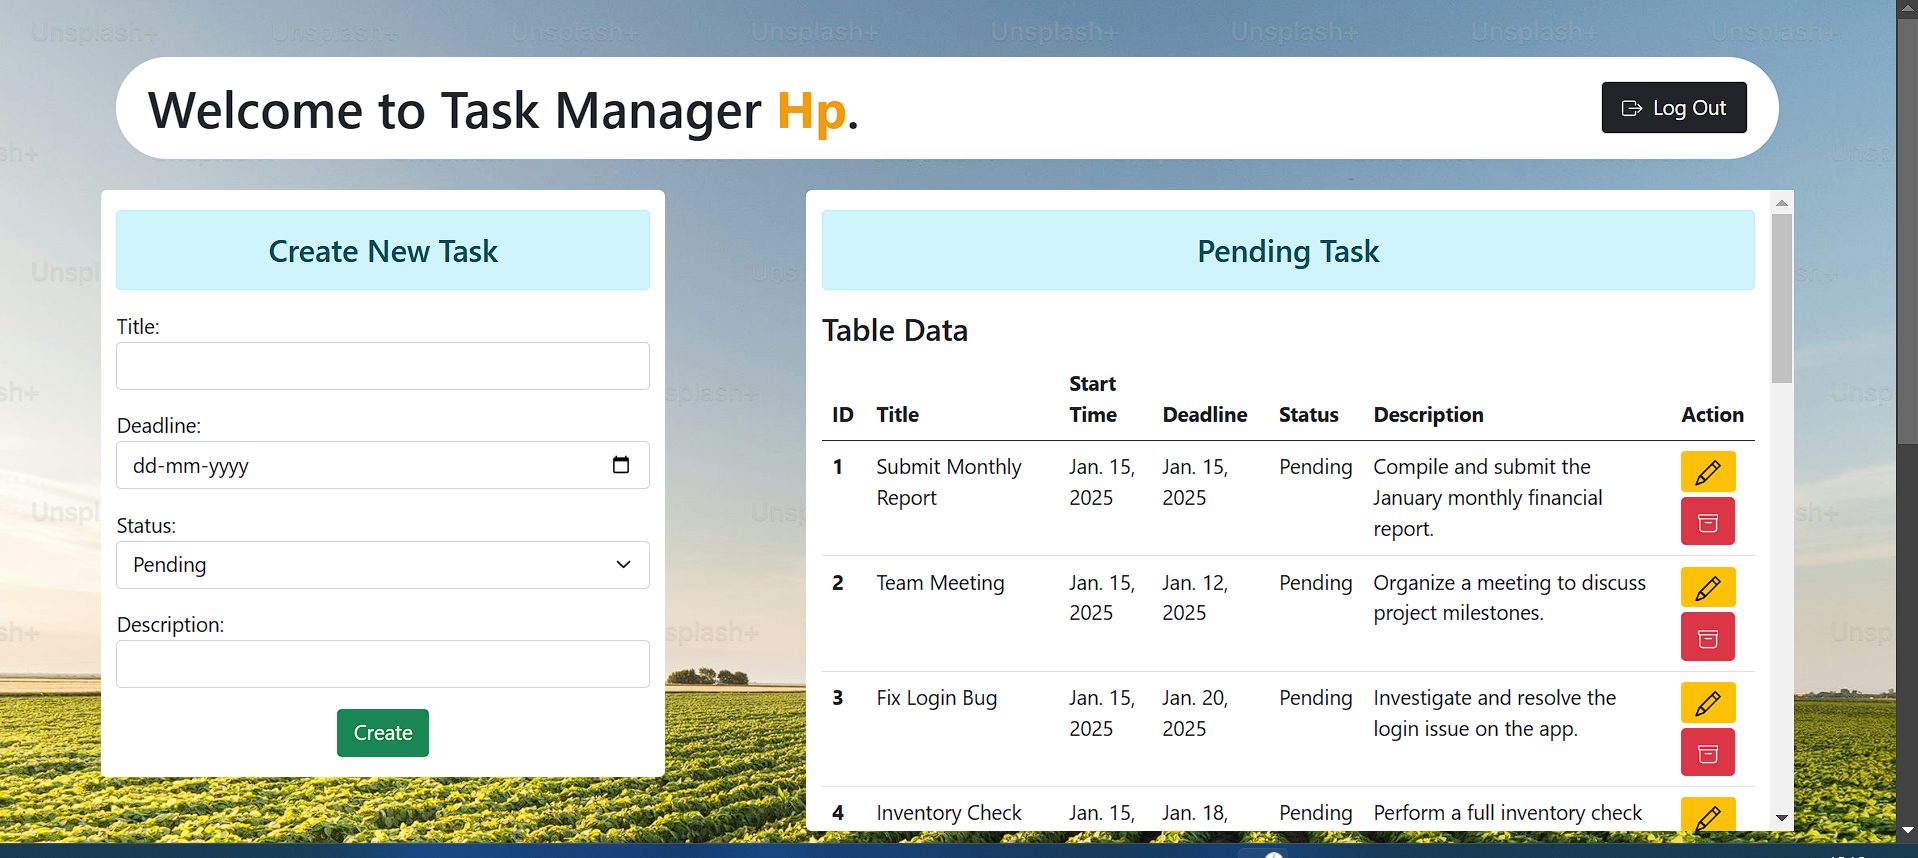 Unsplash+ Unsplash+ Unsplash+ Unsplash+ Unsplash+ Unsplash+ Unsplash+ Unsplash+
Welcome to Task Manager Hp.
Log Out
Create New Task
Title:
Deadline:
dd-mm-yyyy
Status:
Pending
Description:
Create
Pending Task
Table Data
ID Title Start Time Deadline Status Description Action
1 Submit Monthly Jan. 15, Jan. 15, Pending Compile and submit the
Report 2025 2025 January monthly financial
report.
2 Team Meeting Jan. 15, Jan. 12, Pending Organize a meeting to discuss
2025 2025 project milestones.
3 Fix Login Bug Jan. 15, Jan. 20, Pending Investigate and resolve the
2025 2025 login issue on the app.
4 Inventory Check Jan. 15, Jan. 18, Pending Perform a full inventory check